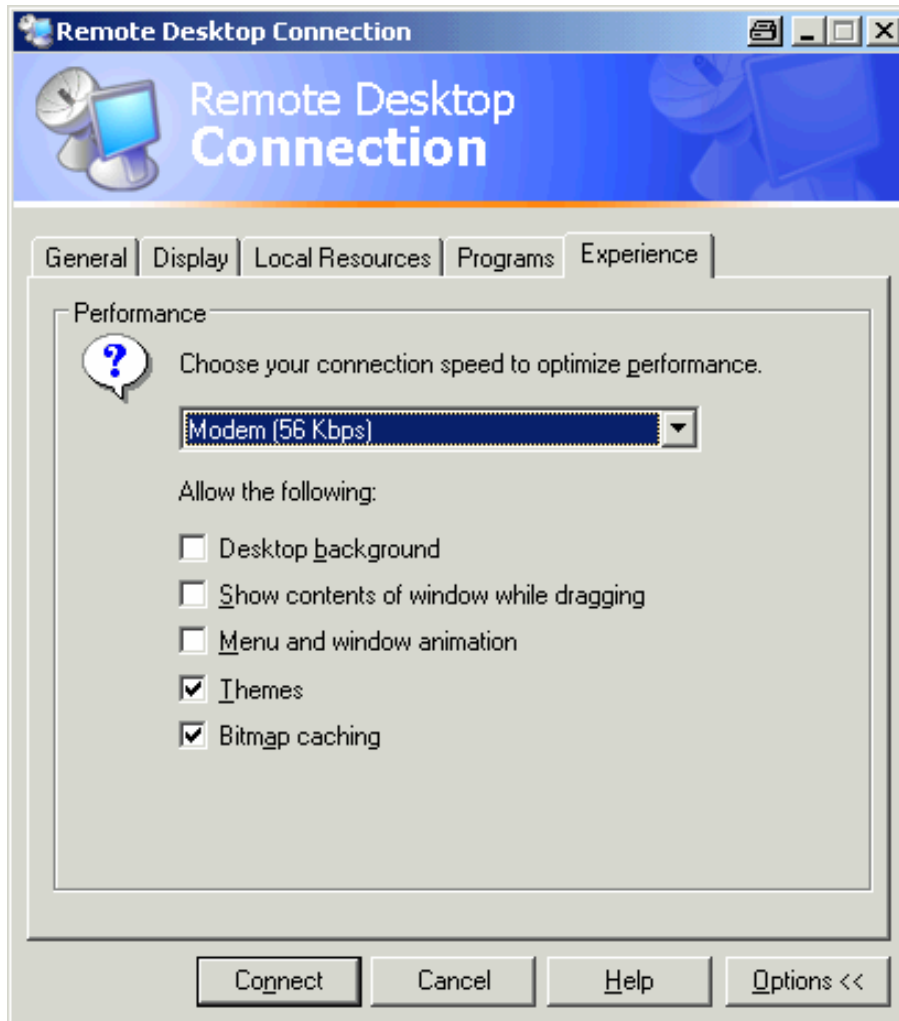 Remote Desktop Connection
Remote Desktop
Connection
General Display Local Resources Programs Experience
Performance
?
Choose your connection speed to optimize performance.
Modem (56 Kbps)
Allow the following:
Desktop background
Show contents of window while dragging
Menu and window animation
Themes
Bitmap caching
Connect Cancel Help Options <<